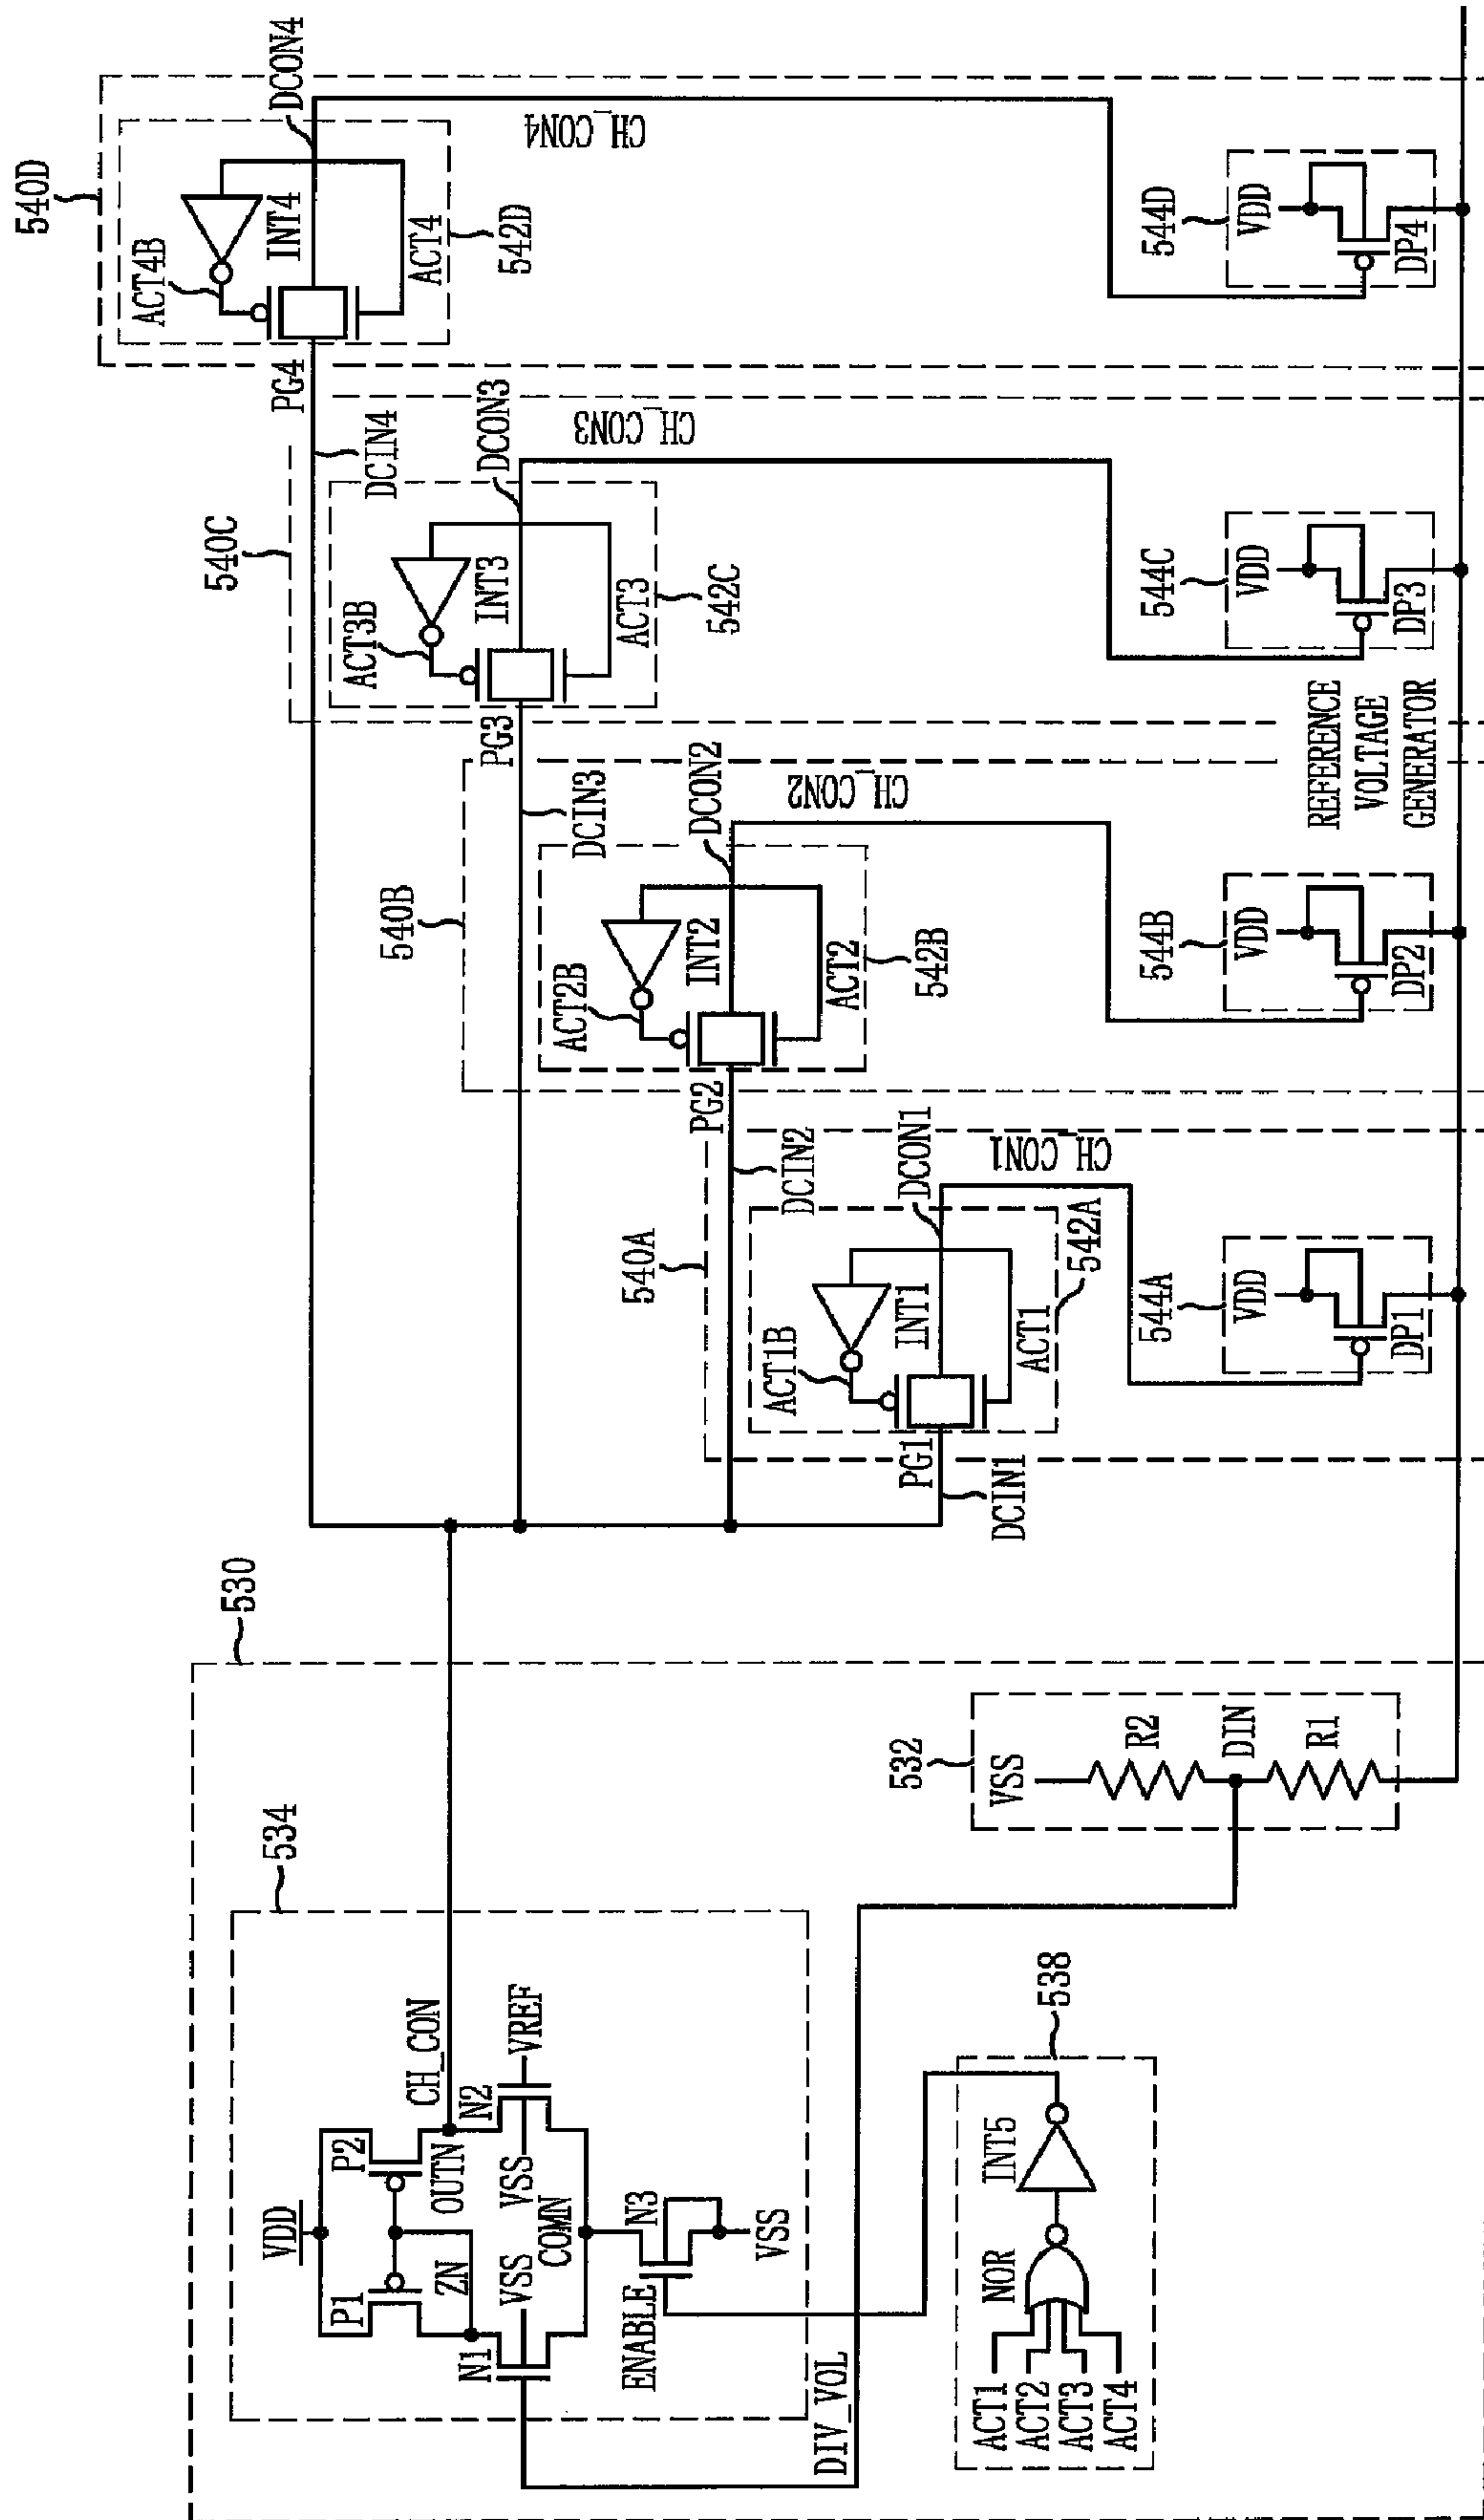 540D
ACT4B
INT4
DCON4
PG4
ACT4
542D
CH_CON4
DCIN4
544D
VDD
DP4
540C
ACT3B
INT3
DCON3
PG3
ACT3
542C
CH_CON3
DCIN3
544C
VDD
DP3
REFERENCE
VOLTAGE
GENERATOR
540B
ACT2B
INT2
DCON2
PG2
ACT2
542B
CH_CON2
DCIN2
544B
VDD
DP2
540A
ACT1B
INT1
DCON1
PG1
ACT1
542A
CH_CON1
DCIN1
544A
VDD
DP1
530
534
VDD
P1
P2
ZN
OUTN
CH_CON
N1
VSS
VSS
N2
VREF
COMN
ENABLE
N3
VSS
DIV_VOL
532
VSS
R2
DIN
R1
538
NOR
INT5
ACT1
ACT2
ACT3
ACT4